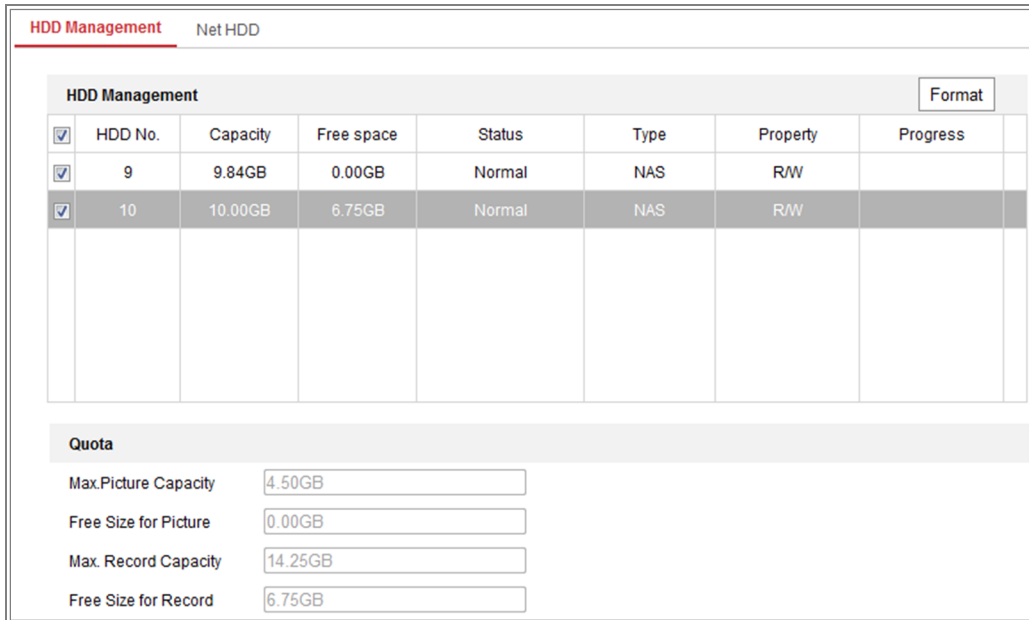 HDD Management Net HDD
HDD Management Format
HDD No. Capacity Free space Status Type Property Progress
9 9.84GB 0.00GB Normal NAS R/W
10 10.00GB 6.75GB Normal NAS R/W
Quota
Max.Picture Capacity 4.50GB
Free Size for Picture 0.00GB
Max. Record Capacity 14.25GB
Free Size for Record 6.75GB